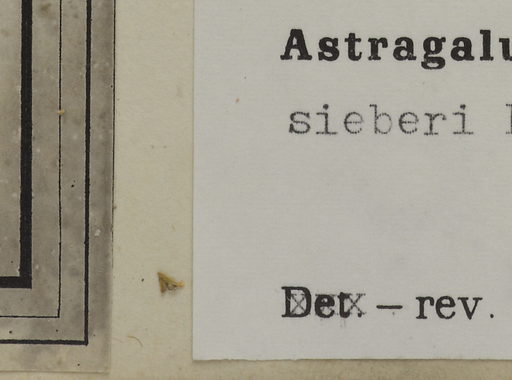 Astragalu
sieberi
Det. – rev.